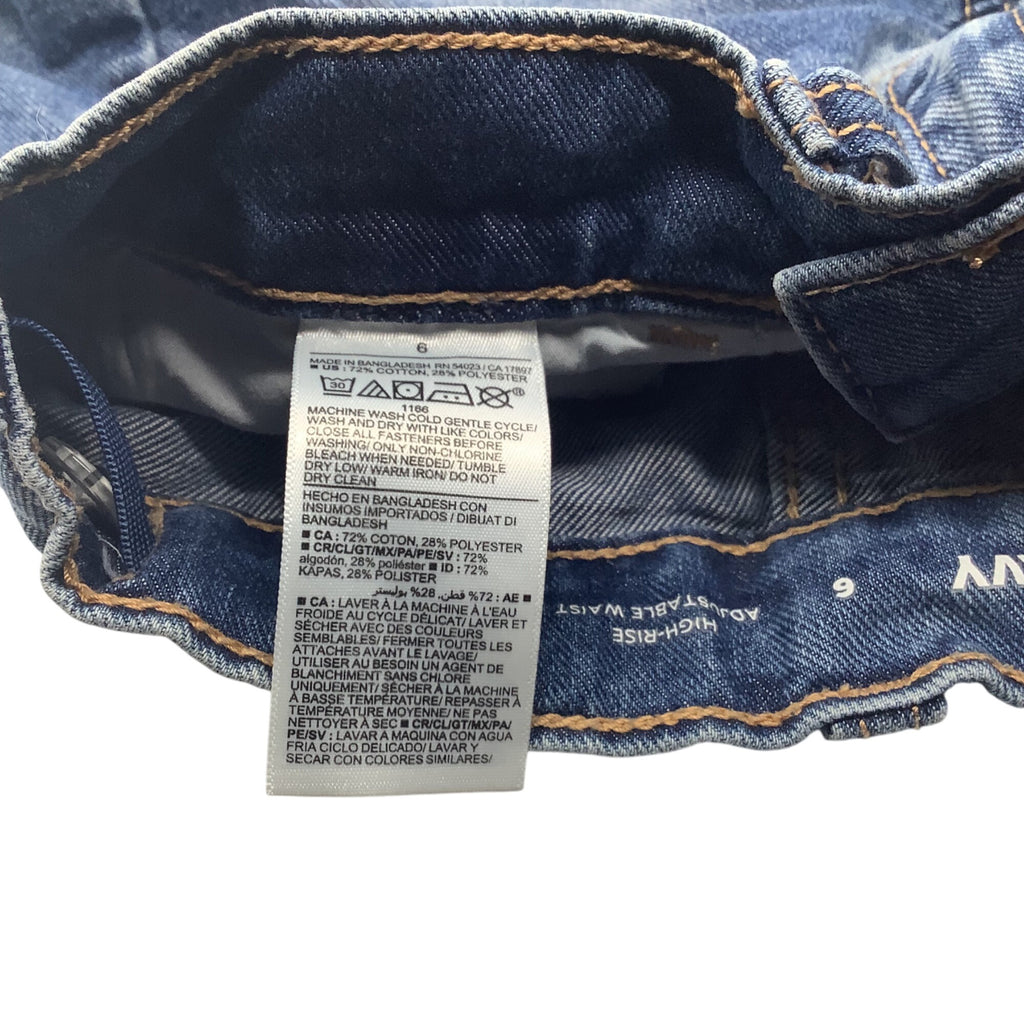 6
MADE IN BANGLADESH RN 54023 / CA 17897
■ US : 72% COTTON, 28% POLYESTER
30
1166
MACHINE WASH COLD GENTLE CYCLE/
WASH AND DRY WITH LIKE COLORS/
CLOSE ALL FASTENERS BEFORE
WASHING/ ONLY NON-CHLORINE
BLEACH WHEN NEEDED/ TUMBLE
DRY LOW/ WARM IRON/ DO NOT
DRY CLEAN
HECHO EN BANGLADESH CON
INSUMOS IMPORTADOS / DIBUAT DI
BANGLADESH
■ CA : 72% COTON, 28% POLYESTER
■ CR/CL/GT/MX/PA/PE/SV : 72%
algodón, 28% poliéster ■ ID : 72%
KAPAS, 28% POLISTER
■ AE : 72% قطن, 28% بوليستر
■ CA : LAVER À LA MACHINE À L'EAU
FROIDE AU CYCLE DÉLICAT/ LAVER ET
SÉCHER AVEC DES COULEURS
SEMBLABLES/ FERMER TOUTES LES
ATTACHES AVANT LE LAVAGE/
UTILISER AU BESOIN UN AGENT DE
BLANCHIMENT SANS CHLORE
UNIQUEMENT/ SÉCHER À LA MACHINE
À BASSE TEMPÉRATURE/ REPASSER À
TEMPÉRATURE MOYENNE/ NE PAS
NETTOYER À SEC ■ CR/CL/GT/MX/PA/
PE/SV : LAVAR A MAQUINA CON AGUA
FRIA CICLO DELICADO/ LAVAR Y
SECAR CON COLORES SIMILARES/
HIGH-RISE
ADJUSTABLE WAIST
6
VY